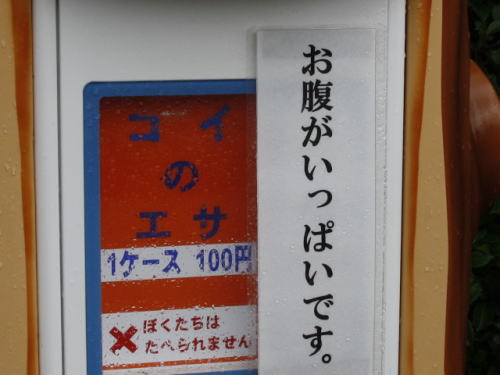 お腹がいっぱいです。
コイ
の
エサ
1ケース 100円
ぼくたちは
たべられません